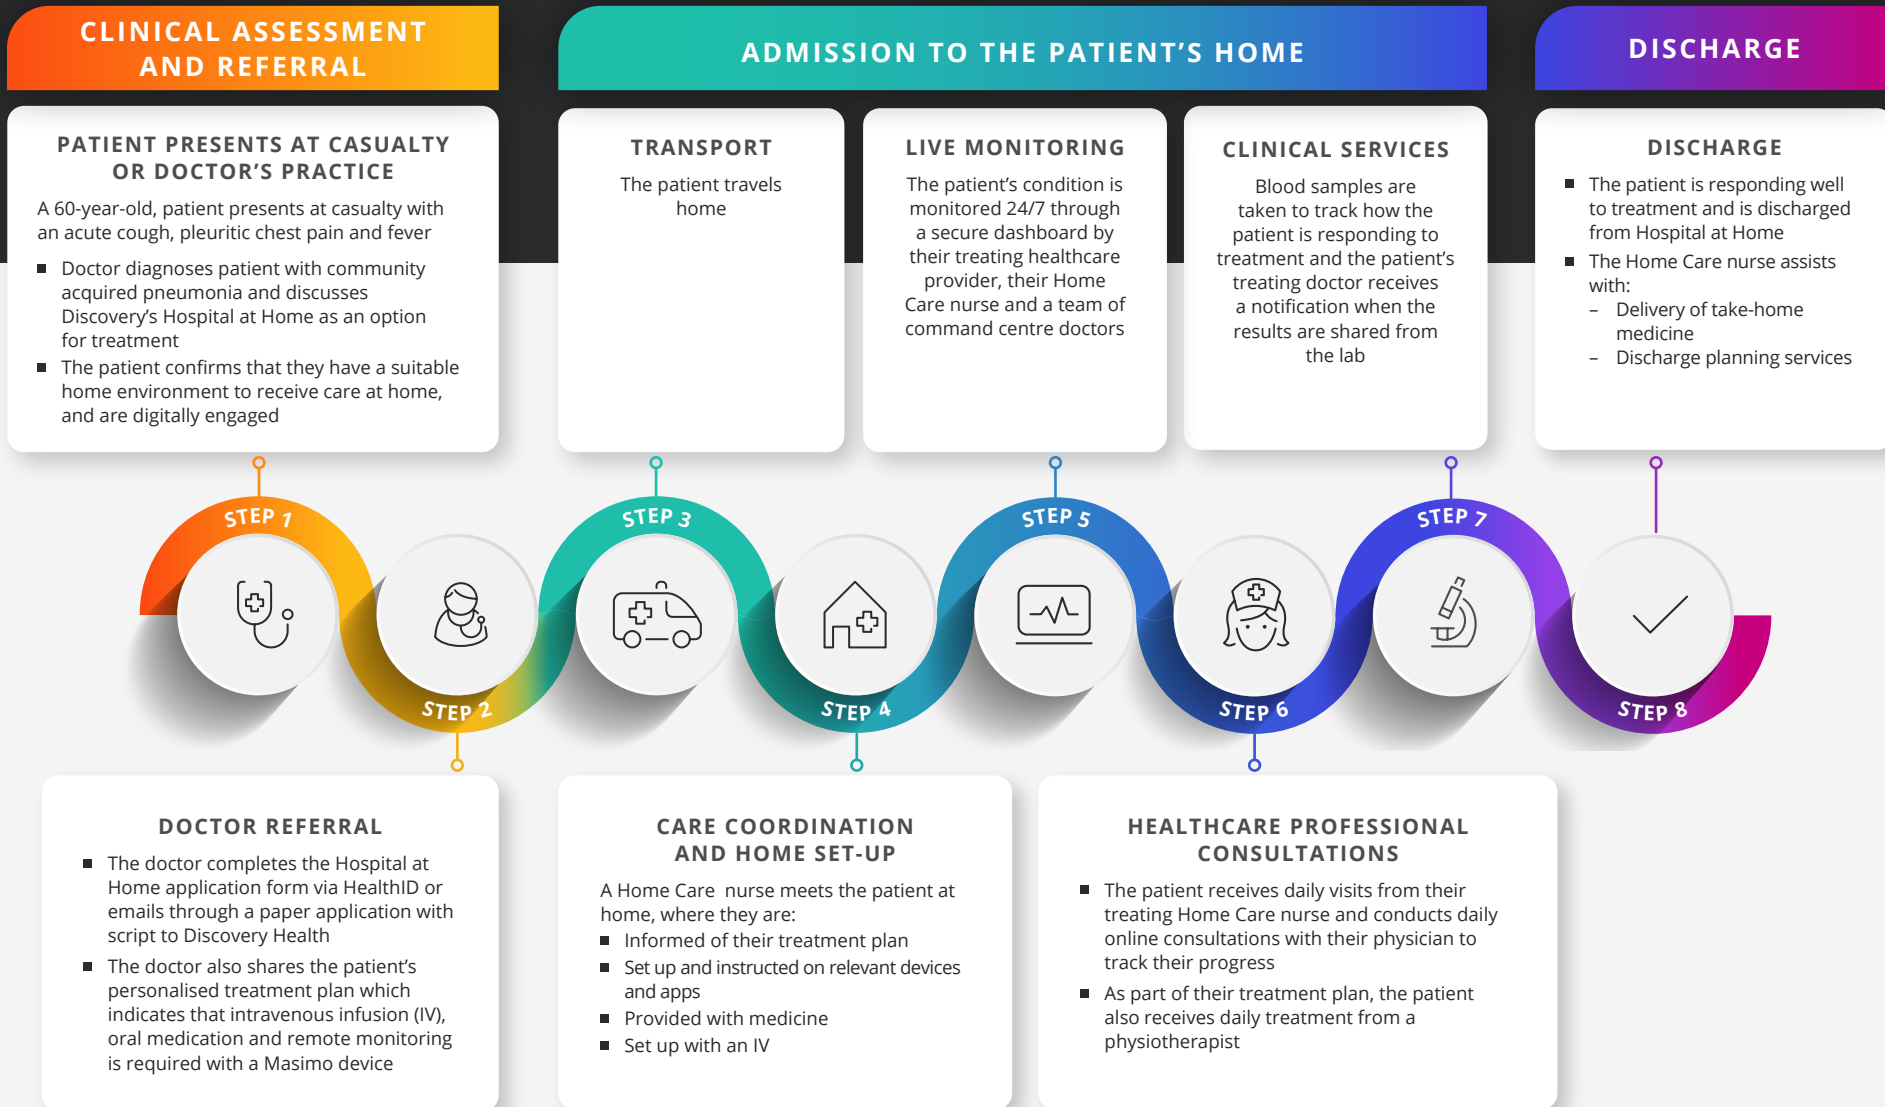 CLINICAL ASSESSMENT
AND REFERRAL
ADMISSION TO THE PATIENT’S HOME
DISCHARGE
PATIENT PRESENTS AT CASUALTY
OR DOCTOR’S PRACTICE
A 60-year-old, patient presents at casualty with
an acute cough, pleuritic chest pain and fever
Doctor diagnoses patient with community
acquired pneumonia and discusses
Discovery’s Hospital at Home as an option
for treatment
The patient confirms that they have a suitable
home environment to receive care at home,
and are digitally engaged
TRANSPORT
The patient travels
home
LIVE MONITORING
The patient’s condition is
monitored 24/7 through
a secure dashboard by
their treating healthcare
provider, their Home
Care nurse and a team of
command centre doctors
CLINICAL SERVICES
Blood samples are
taken to track how the
patient is responding to
treatment and the patient’s
treating doctor receives
a notification when the
results are shared from
the lab
DISCHARGE
The patient is responding well
to treatment and is discharged
from Hospital at Home
The Home Care nurse assists
with:
– Delivery of take-home
medicine
– Discharge planning services
STEP 1
STEP 2
STEP 3
STEP 4
STEP 5
STEP 6
STEP 7
STEP 8
DOCTOR REFERRAL
The doctor completes the Hospital at
Home application form via HealthID or
emails through a paper application with
script to Discovery Health
The doctor also shares the patient’s
personalised treatment plan which
indicates that intravenous infusion (IV),
oral medication and remote monitoring
is required with a Masimo device
CARE COORDINATION
AND HOME SET-UP
A Home Care nurse meets the patient at
home, where they are:
Informed of their treatment plan
Set up and instructed on relevant devices
and apps
Provided with medicine
Set up with an IV
HEALTHCARE PROFESSIONAL
CONSULTATIONS
The patient receives daily visits from their
treating Home Care nurse and conducts daily
online consultations with their physician to
track their progress
As part of their treatment plan, the patient
also receives daily treatment from a
physiotherapist